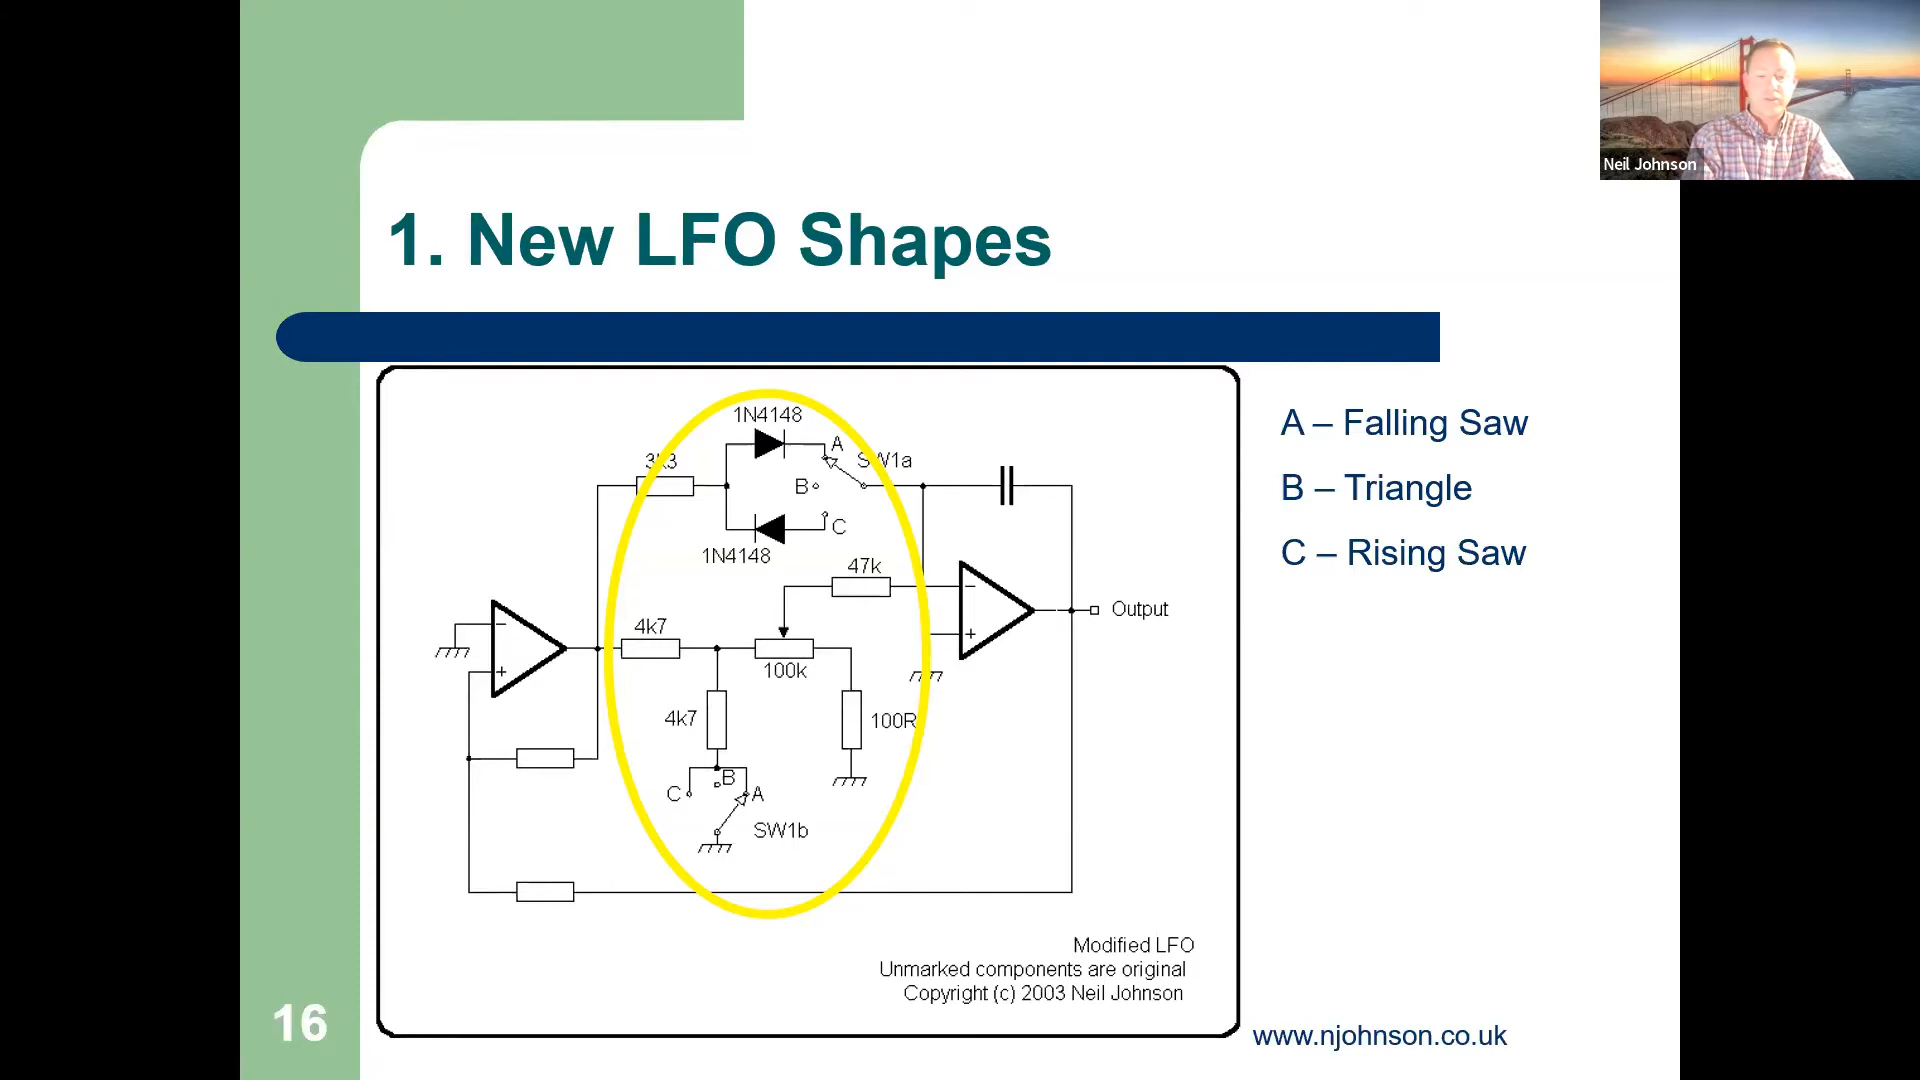 Neil Johnson
1. New LFO Shapes
1N4148
A
3k3
SW1a
B
C
1N4148
47k
4k7
100k
4k7
100R
B
C
A
SW1b
-
+
-
+
Output
Modified LFO
Unmarked components are original
Copyright (c) 2003 Neil Johnson
A – Falling Saw
B – Triangle
C – Rising Saw
16
www.njohnson.co.uk